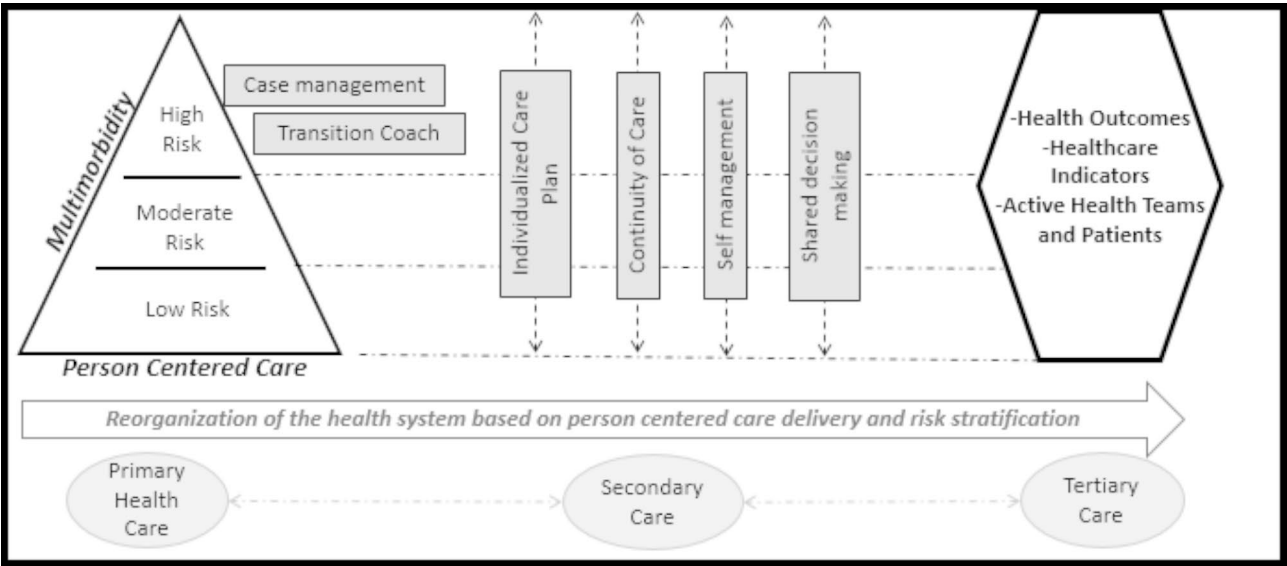 Multimorbidity
High
Risk
Moderate
Risk
Low Risk
Person Centered Care
Case management
Transition Coach
Individualized Care
Plan
Continuity of Care
Self management
Shared decision
making
-Health Outcomes
-Healthcare
Indicators
-Active Health Teams
and Patients
Reorganization of the health system based on person centered care delivery and risk stratification
Primary
Health
Care
Secondary
Care
Tertiary
Care